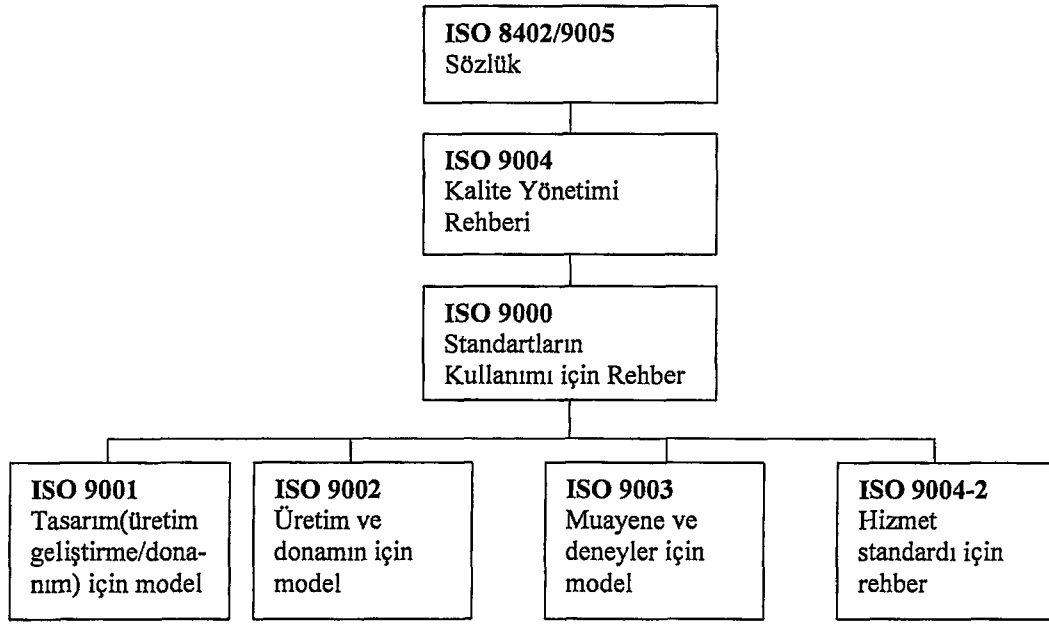 ISO 8402/9005
Sözlük
ISO 9004
Kalite Yönetimi
Rehberi
ISO 9000
Standartların
Kullanımı için Rehber
ISO 9001
Tasarım(üretim
geliştirme/dona-
nım) için model
ISO 9002
Üretim ve
donamın için
model
ISO 9003
Muayene ve
deneyler için
model
ISO 9004-2
Hizmet
standardı için
rehber